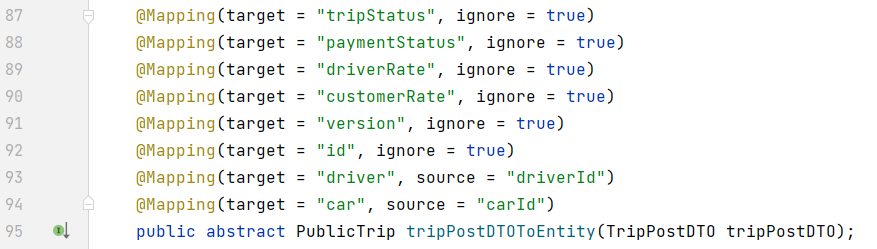 87 @Mapping(target = "tripStatus", ignore = true)
88 @Mapping(target = "paymentStatus", ignore = true)
89 @Mapping(target = "driverRate", ignore = true)
90 @Mapping(target = "customerRate", ignore = true)
91 @Mapping(target = "version", ignore = true)
92 @Mapping(target = "id", ignore = true)
93 @Mapping(target = "driver", source = "driverId")
94 @Mapping(target = "car", source = "carId")
95 public abstract PublicTrip tripPostDTOToEntity(TripPostDTO tripPostDTO);